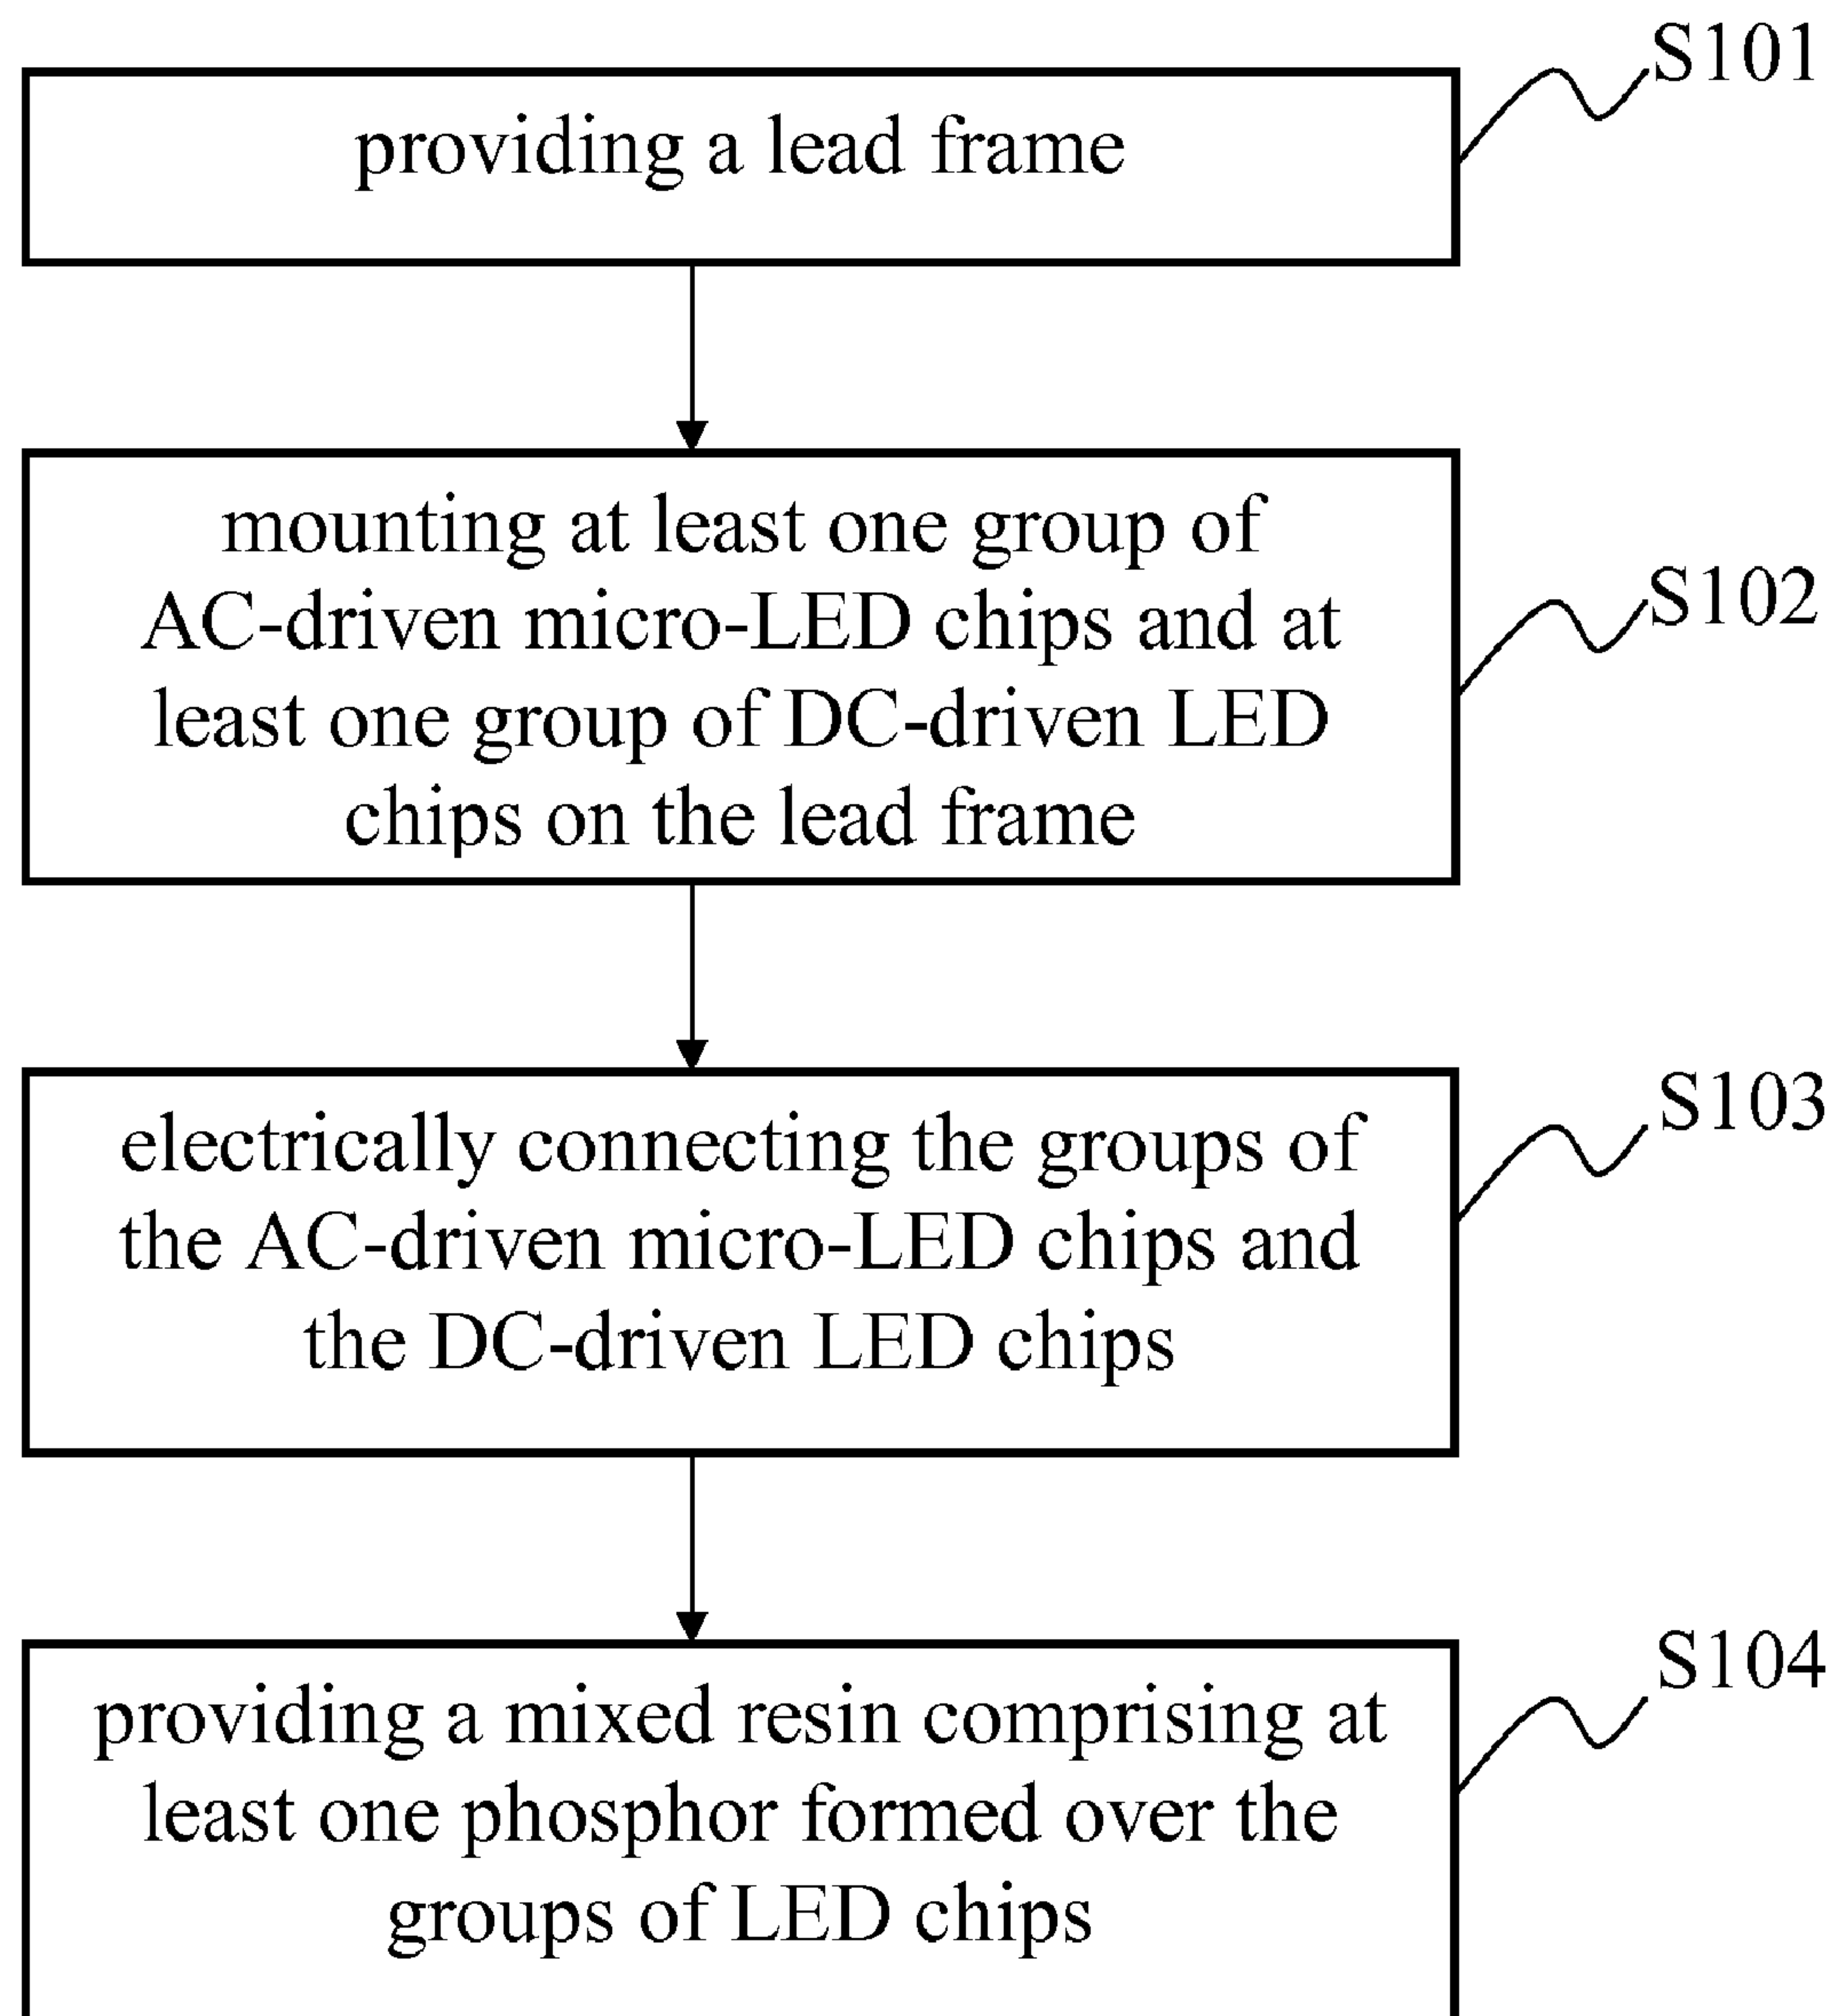 S101
providing a lead frame
mounting at least one group of
AC-driven micro-LED chips and at
least one group of DC-driven LED
chips on the lead frame
S102
electrically connecting the groups of
the AC-driven micro-LED chips and
the DC-driven LED chips
S103
providing a mixed resin comprising at
least one phosphor formed over the
groups of LED chips
S104